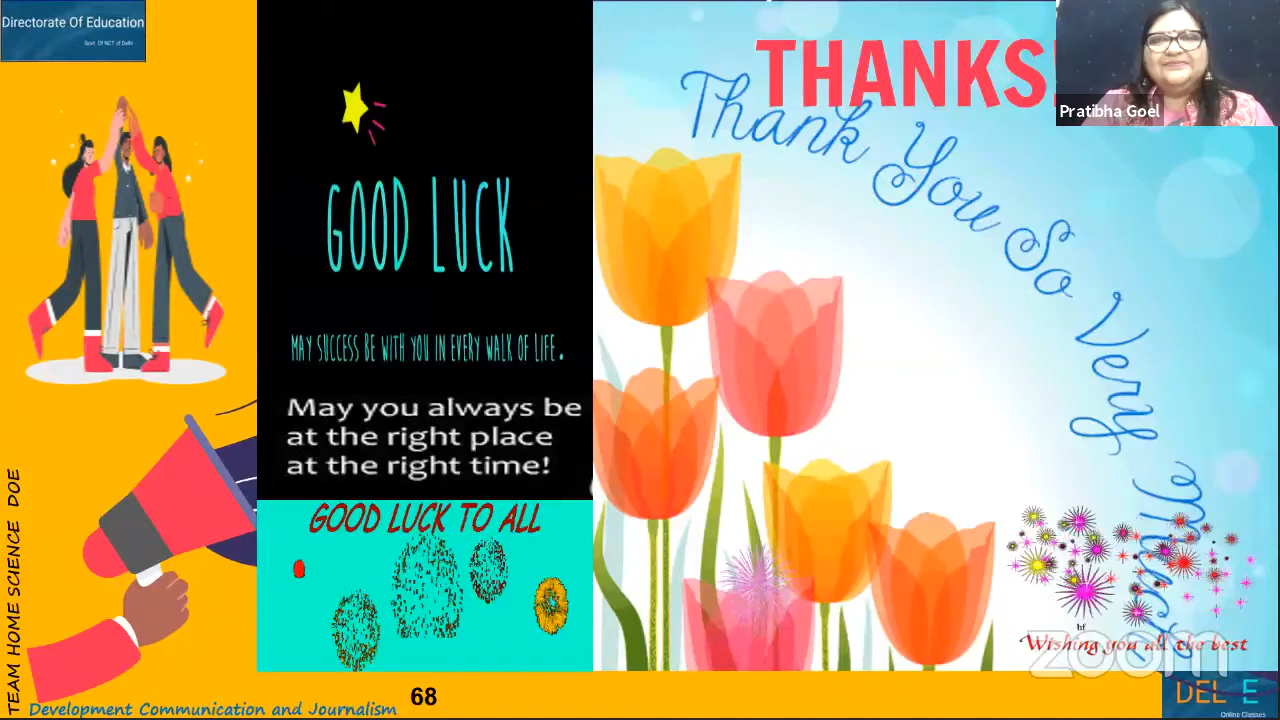 Directorate Of Education
Govt. Of NCT of Delhi
GOOD LUCK
MAY SUCCESS BE WITH YOU IN EVERY WALK OF LIFE.
May you always be
at the right place
at the right time!
GOOD LUCK TO ALL
THANKS!
Thank You So Very Much
Pratibha Goel
bf
Wishing you all the best
zoom
TEAM HOME SCIENCE DOE
Development Communication and Journalism
68
DEL E
Online Classes